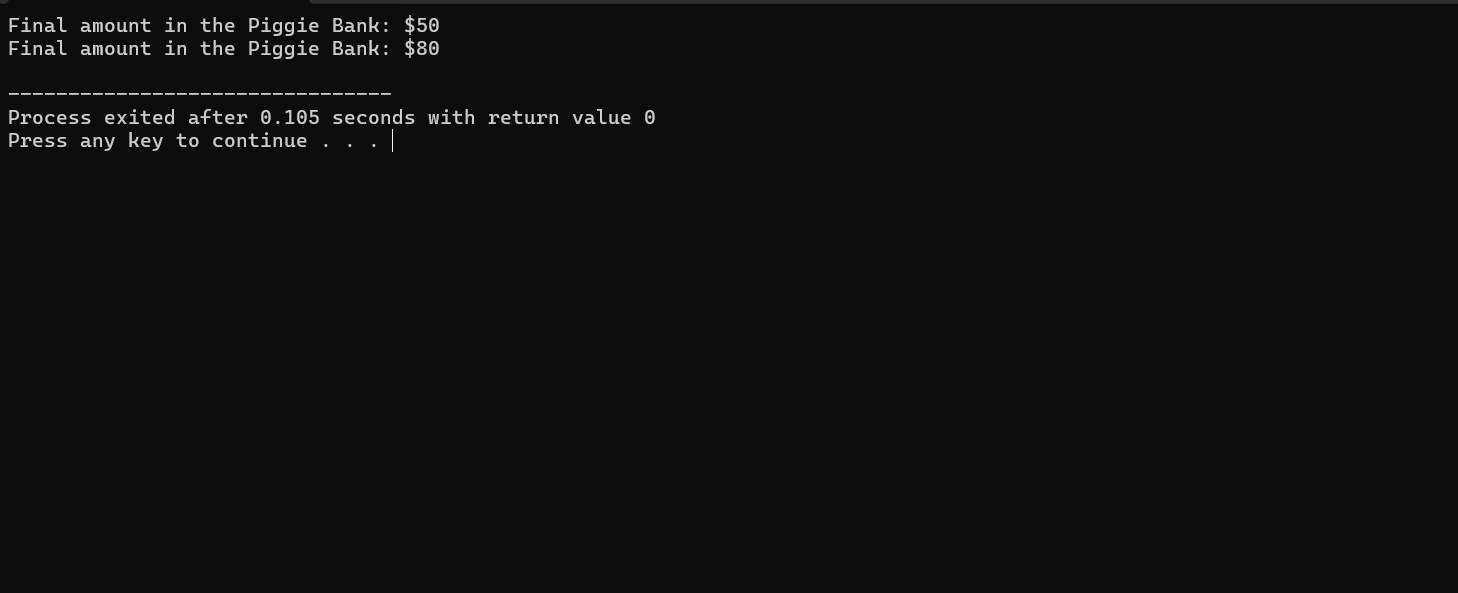 Final amount in the Piggie Bank: $50
Final amount in the Piggie Bank: $80
--------------------------------
Process exited after 0.105 seconds with return value 0
Press any key to continue . . .